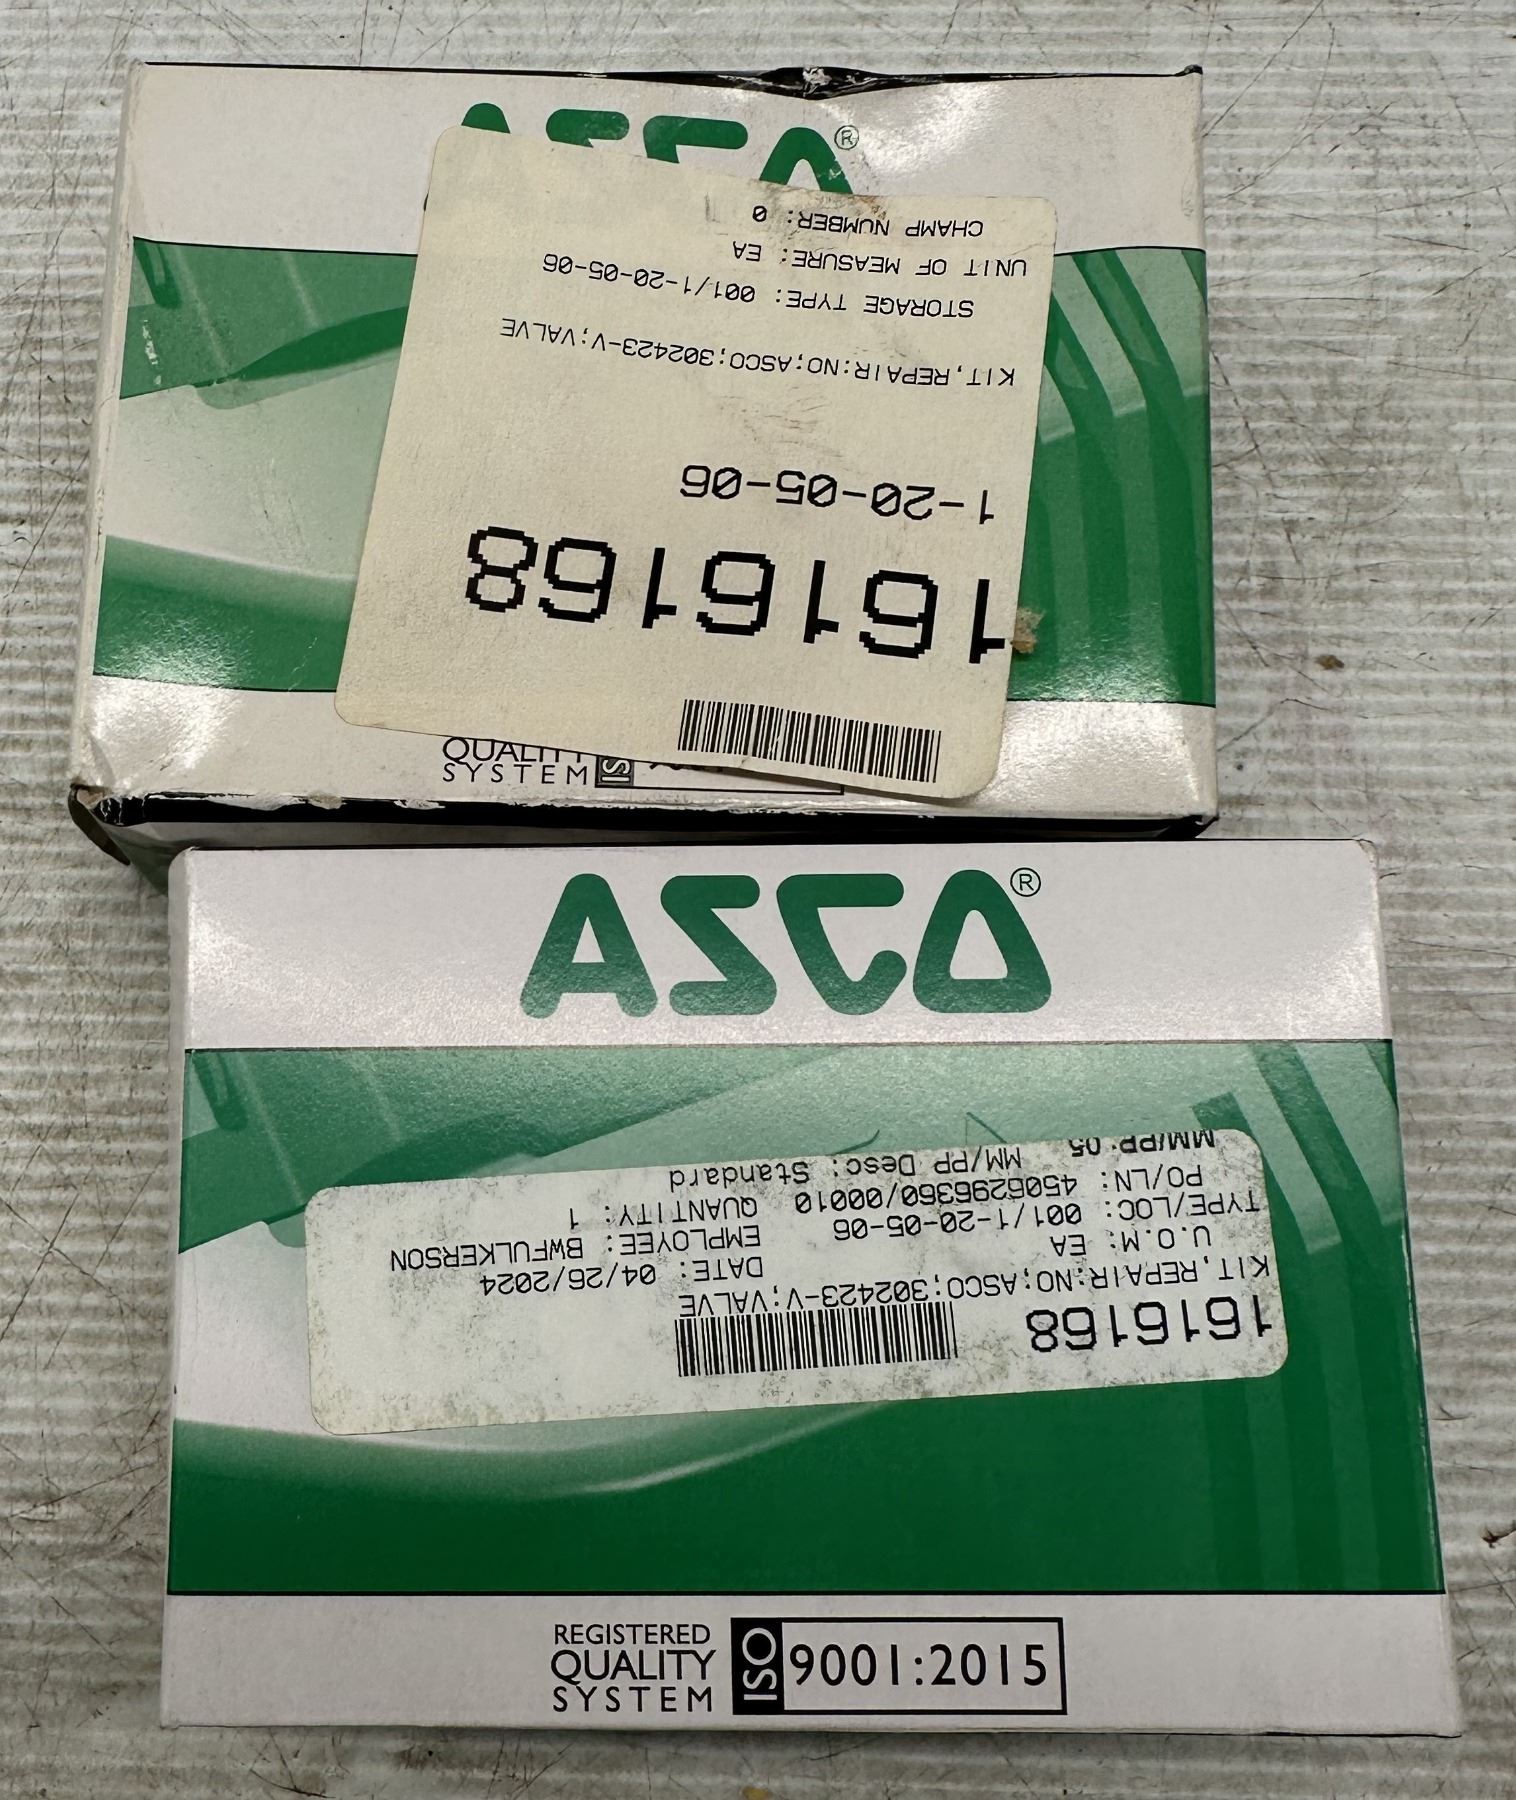 ASCO®
1616168
1-20-05-06
KIT,REPAIR:NO;ASCO;302423-V;VALVE
STORAGE TYPE: 001/1-20-05-06
UNIT OF MEASURE: EA
CHAMP NUMBER: 0
QUALITY
SYSTEM
ISO
ASCO®
1616168
KIT,REPAIR:NO;ASCO;302423-V;VALVE
U.O.M: EA DATE: 04/26/2024
TYPE/LOC: 001/1-20-05-06 EMPLOYEE: BWFULKERSON
PO/LN: 4506296360/00010 QUANTITY: 1
MM/PP:05 MM/PP Desc: Standard
REGISTERED
QUALITY
SYSTEM
ISO 9001:2015